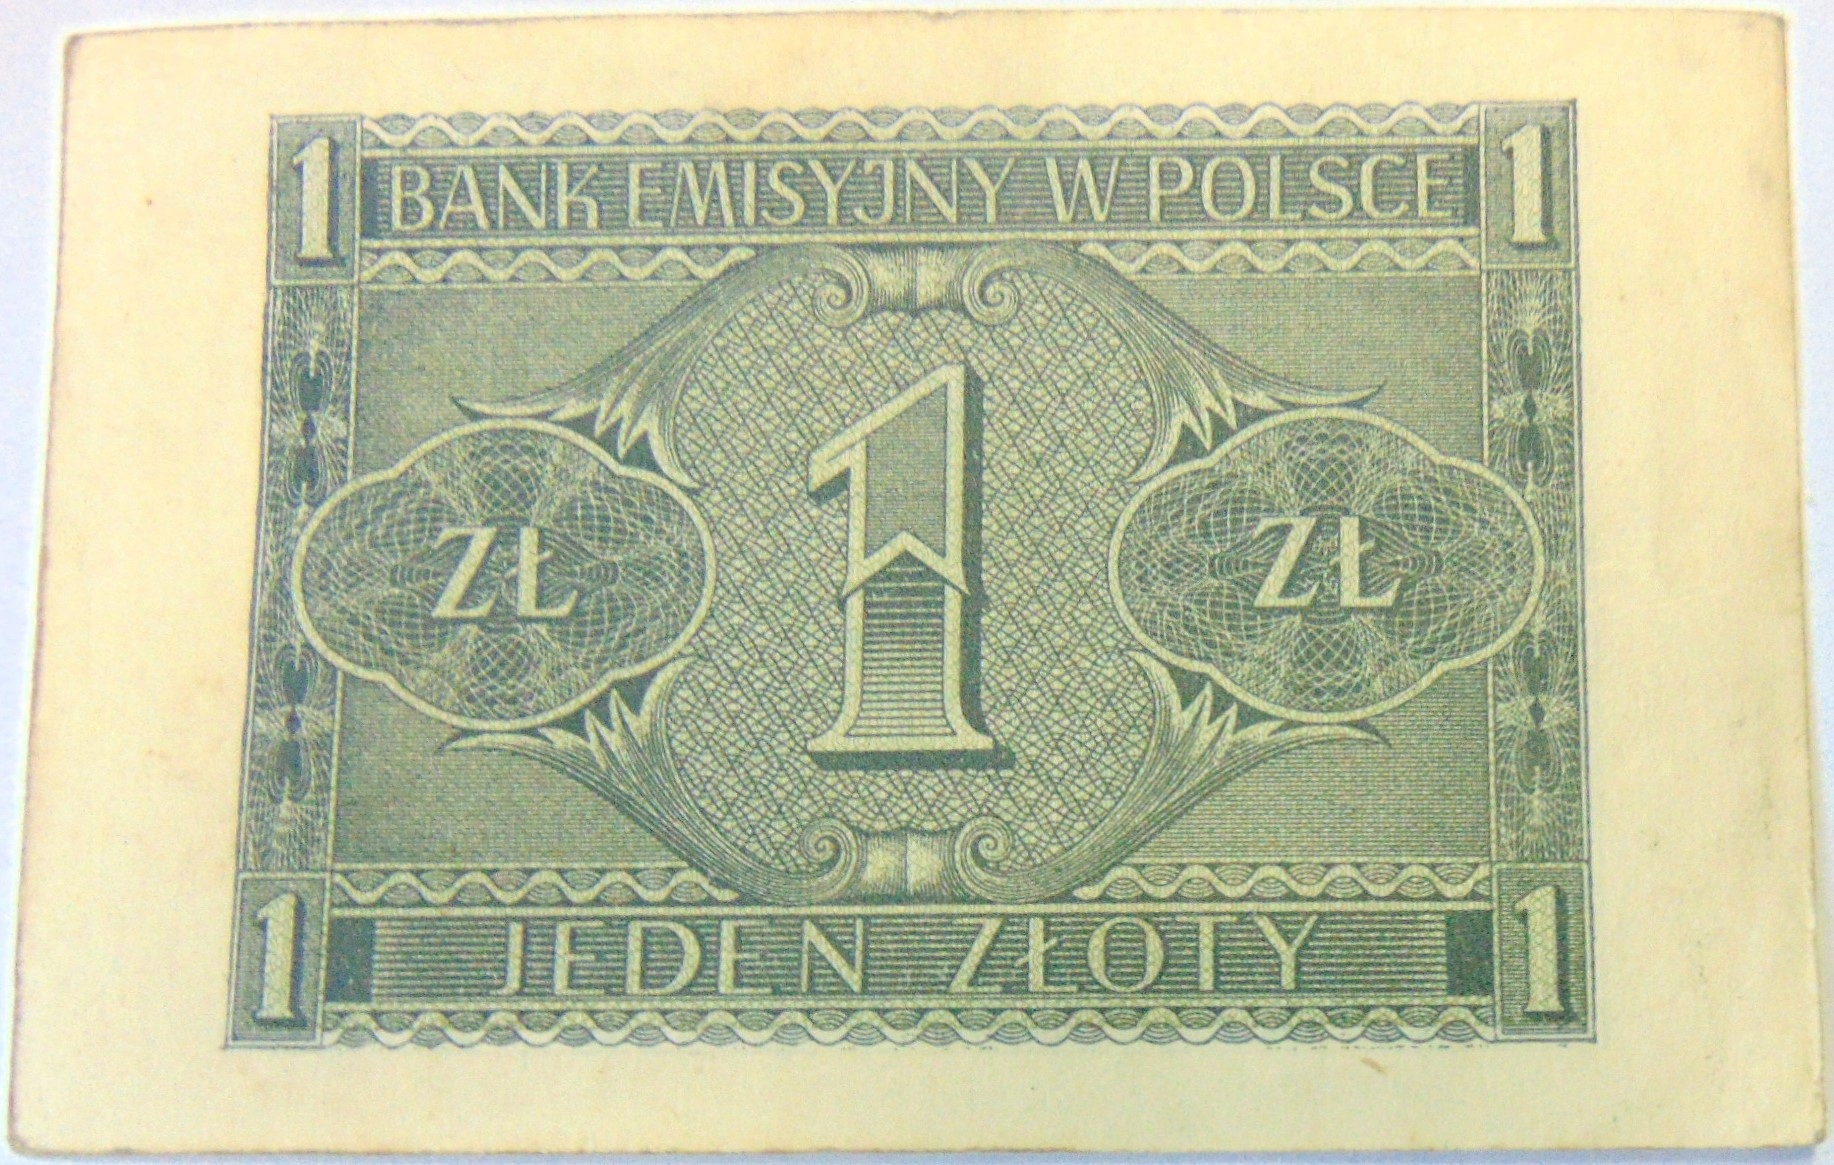 1 BANK EMISYJNY W POLSCE 1
1
ZŁ ZŁ
1 JEDEN ZŁOTY 1